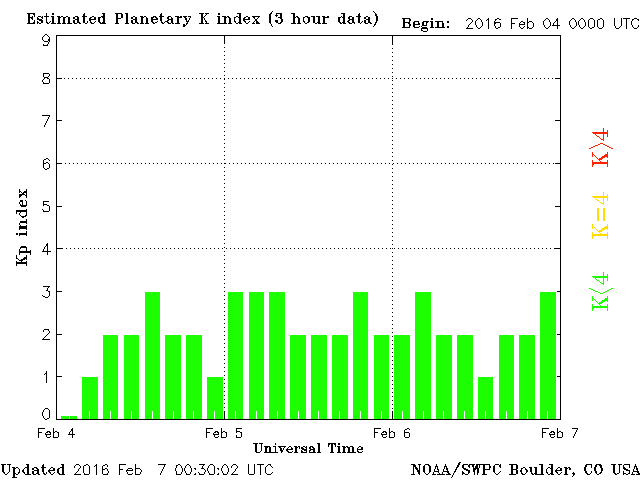 Estimated Planetary K index (3 hour data) Begin: 2016 Feb 04 0000 UTC
9
8
7
6
5
4
3
2
1
0
Kp index
K>4
K=4
K<4
Feb 4 Feb 5 Feb 6 Feb 7
Universal Time
Updated 2016 Feb 7 00:30:02 UTC NOAA/SWPC Boulder, CO USA